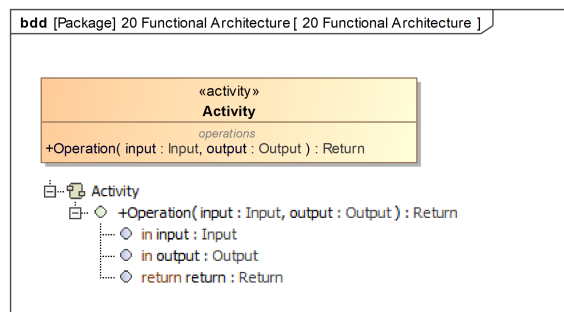 bdd [Package] 20 Functional Architecture [ 20 Functional Architecture ]
«activity»
Activity
operations
+Operation( input : Input, output : Output ) : Return
Activity
+Operation( input : Input, output : Output ) : Return
in input : Input
in output : Output
return return : Return